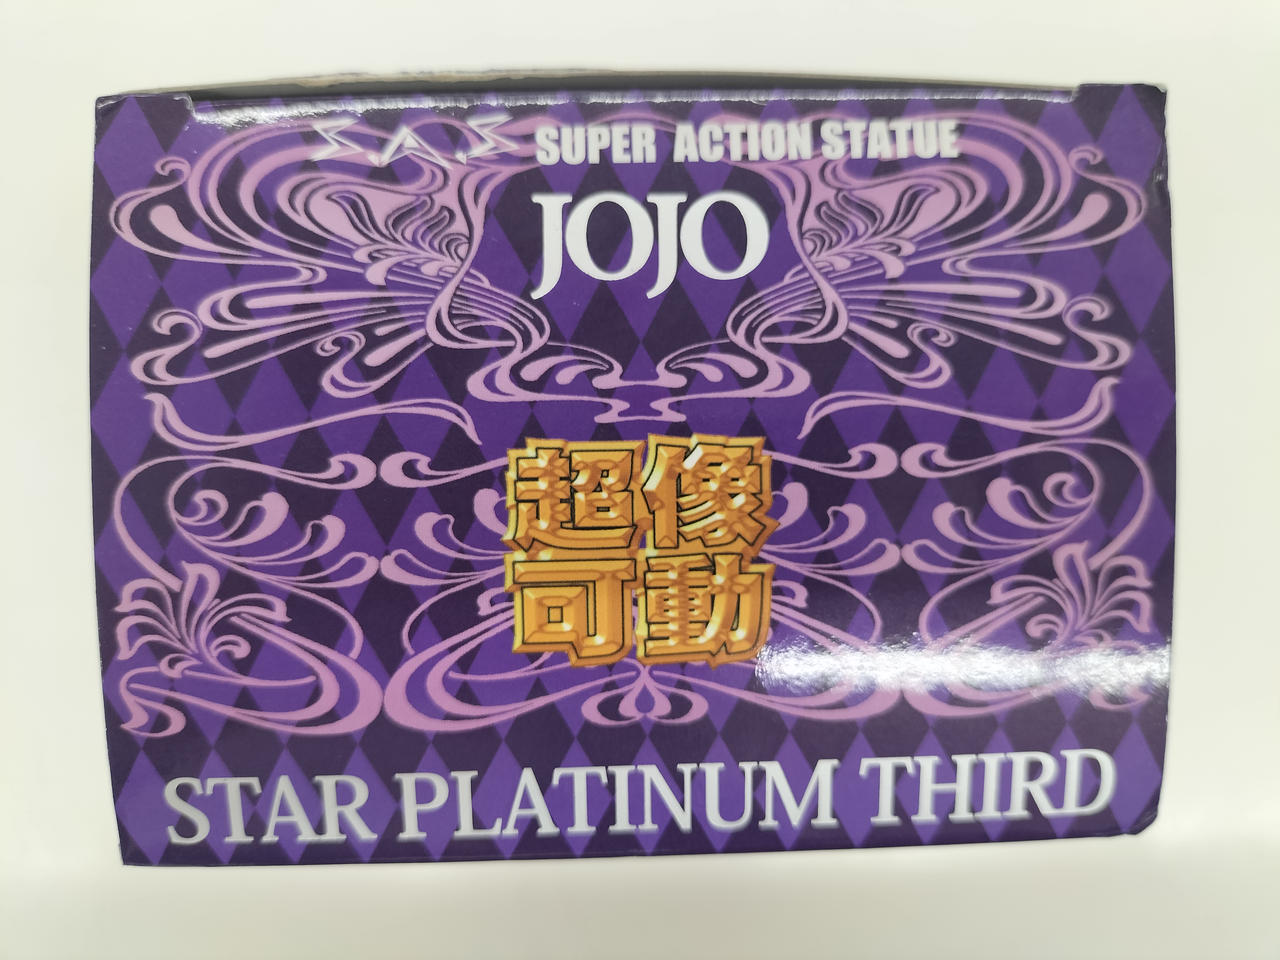 S.A.S SUPER ACTION STATUE
JOJO
超像
可動
STAR PLATINUM THIRD